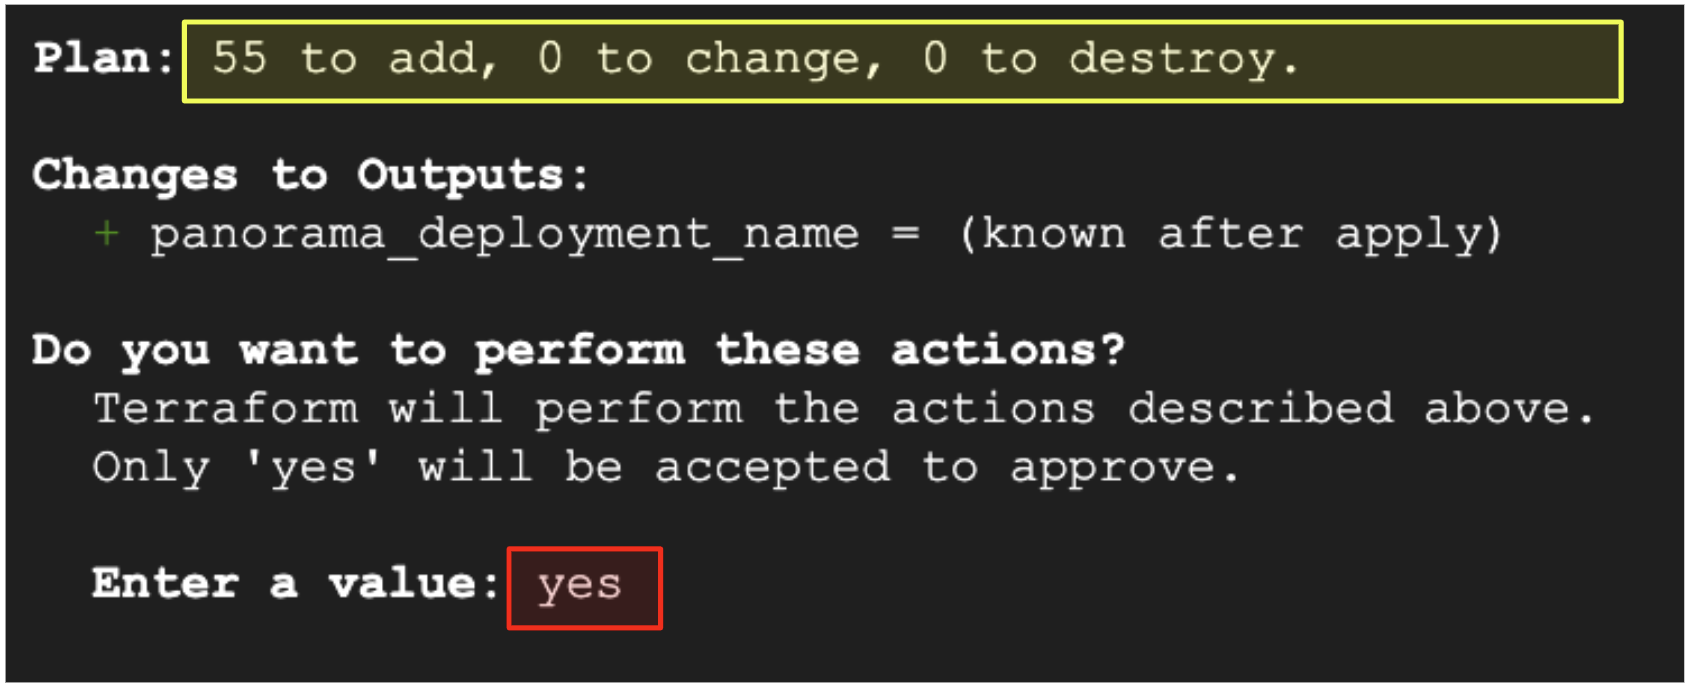 Plan: 55 to add, 0 to change, 0 to destroy.
Changes to Outputs:
+ panorama_deployment_name = (known after apply)
Do you want to perform these actions?
Terraform will perform the actions described above.
Only 'yes' will be accepted to approve.
Enter a value: yes